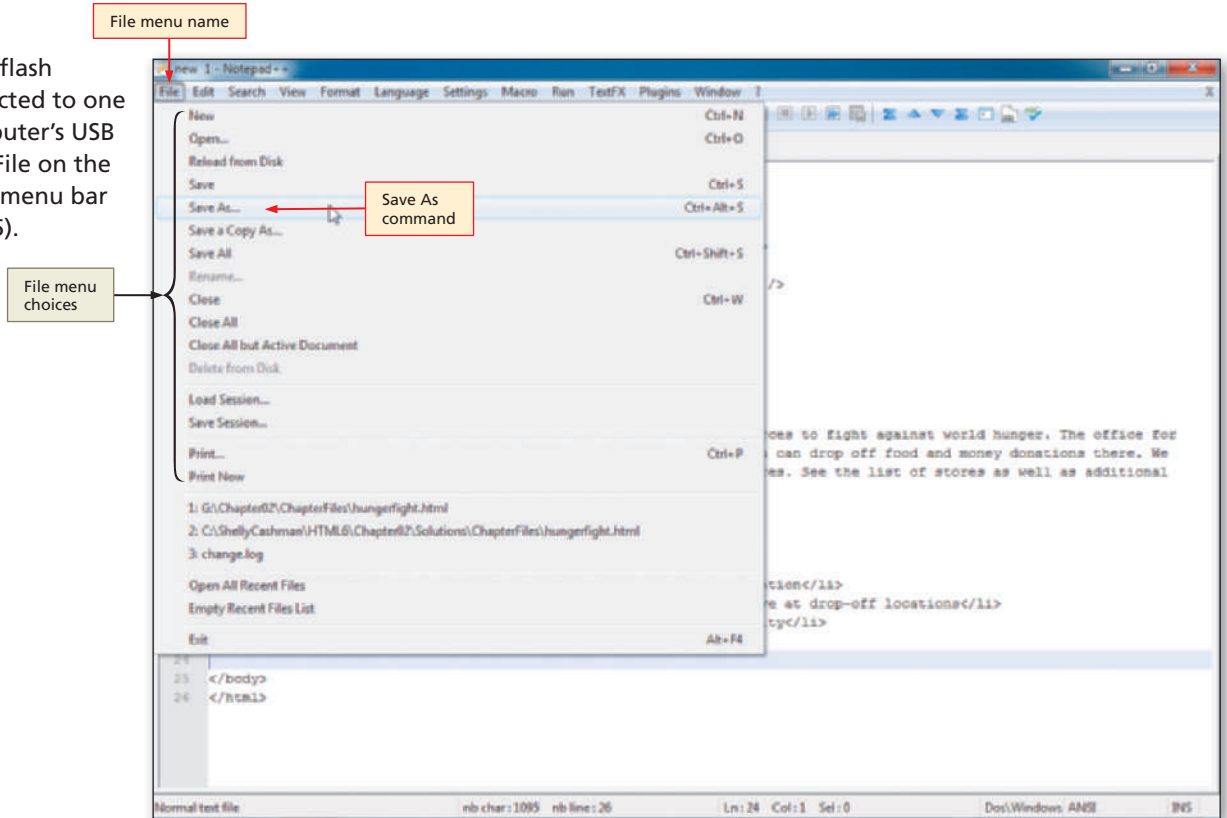 File menu name
flash
cted to one
puter's USB
File on the
menu bar
5).
File menu
choices
new 1 - Notepad++
File Edit Search View Format Language Settings Macro Run TextFX Plugins Window ?
X
New Ctrl+N
Open... Ctrl+O
Reload from Disk
Save Ctrl+S
Save As... Ctrl+Alt+S
Save As
command
Save a Copy As...
Save All Ctrl+Shift+S
Rename...
Close Ctrl+W
Close All
Close All but Active Document
Delete from Disk
Load Session...
Save Session...
Print... Ctrl+P
Print Now
1: G:\Chapter02\ChapterFiles\hungerfight.html
2: C:\ShellyCashman\HTML6\Chapter02\Solutions\ChapterFiles\hungerfight.html
3: change.log
Open All Recent Files
Empty Recent Files List
Exit Alt+F4
/>
ces to fight against world hunger. The office for
can drop off food and money donations there. We
es. See the list of stores as well as additional
tion</li>
e at drop-off locations</li>
ty</li>
24
25 </body>
26 </html>
Normal text file nb char : 1095 nb line : 26 Ln : 24 Col : 1 Sel : 0 Dos\Windows ANSI INS